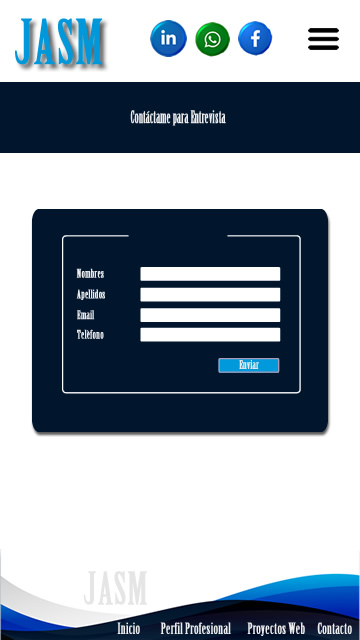 JASM
in
f
Contáctame para Entrevista
Nombres
Apellidos
Email
Teléfono
Enviar
JASM
Inicio Perfil Profesional Proyectos Web Contacto